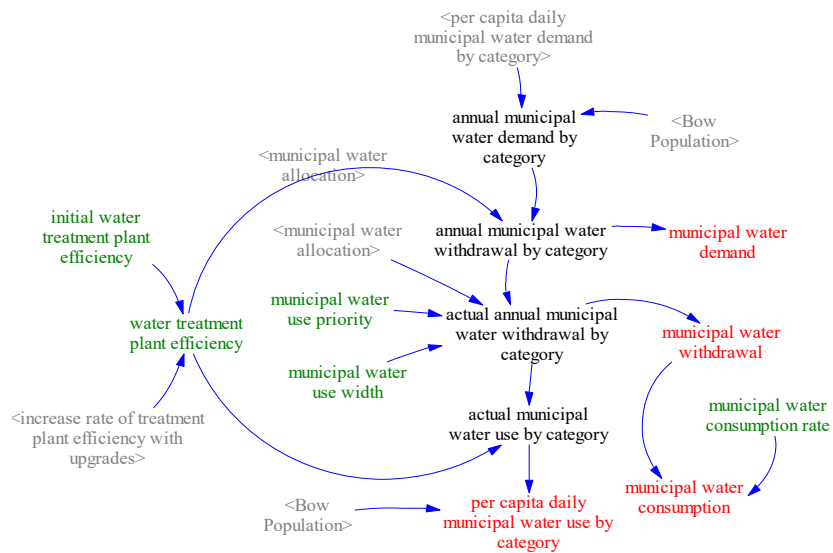 <per capita daily
municipal water demand
by category>
annual municipal
water demand by
category
<Bow
Population>
<municipal water
allocation>
initial water
treatment plant
efficiency
<municipal water
allocation>
annual municipal water
withdrawal by category
municipal water
demand
municipal water
use priority
actual annual municipal
water withdrawal by
category
water treatment
plant efficiency
municipal water
withdrawal
municipal water
use width
<increase rate of treatment
plant efficiency with
upgrades>
actual municipal
water use by category
municipal water
consumption rate
<Bow
Population>
per capita daily
municipal water use by
category
municipal water
consumption